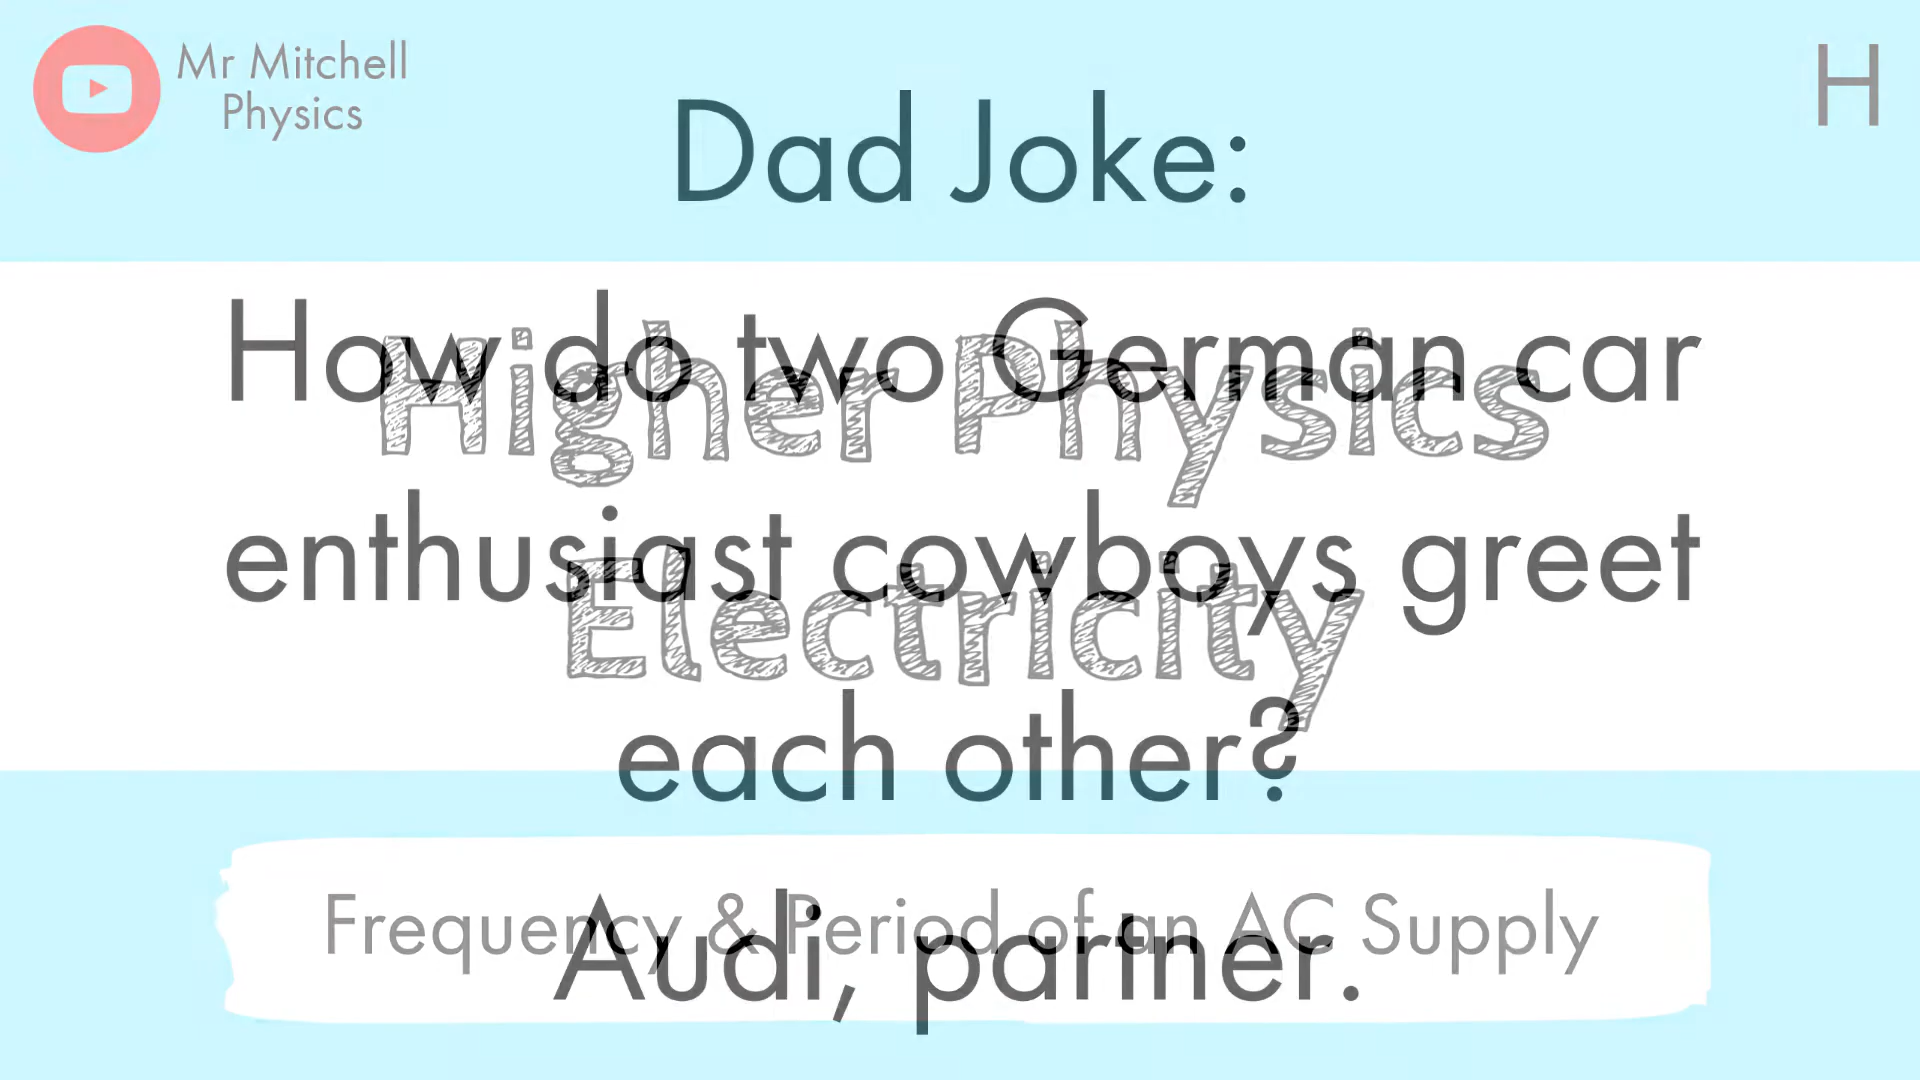 Mr Mitchell
Physics
H
Dad Joke:
How do two German car
enthusiast cowboys greet
each other?
Audi, partner.
Higher Physics
Electricity
Frequency & Period of an AC Supply